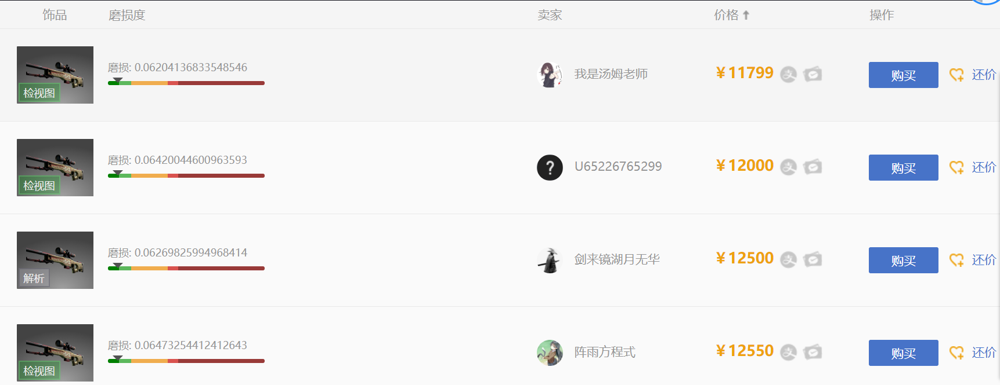 饰品 磨损度 卖家 价格 操作
检视图 磨损: 0.06204136833548546 我是汤姆老师 ¥ 11799 购买 还价
检视图 磨损: 0.06420044600963593 ? U65226765299 ¥ 12000 购买 还价
解析 磨损: 0.06269825994968414 剑来镜湖月无华 ¥ 12500 购买 还价
检视图 磨损: 0.06473254412412643 阵雨方程式 ¥ 12550 购买 还价